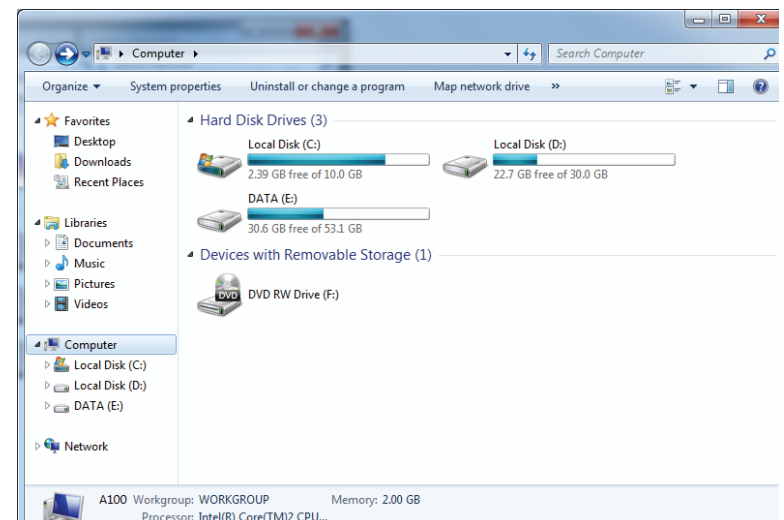 Computer
Search Computer
Organize System properties Uninstall or change a program Map network drive »
Favorites
Desktop
Downloads
Recent Places
Libraries
Documents
Music
Pictures
Videos
Computer
Local Disk (C:)
Local Disk (D:)
DATA (E:)
Network
Hard Disk Drives (3)
Local Disk (C:)
2.39 GB free of 10.0 GB
Local Disk (D:)
22.7 GB free of 30.0 GB
DATA (E:)
30.6 GB free of 53.1 GB
Devices with Removable Storage (1)
DVD
DVD RW Drive (F:)
A100 Workgroup: WORKGROUP Memory: 2.00 GB
Processor: Intel(R) Core(TM)2 CPU...